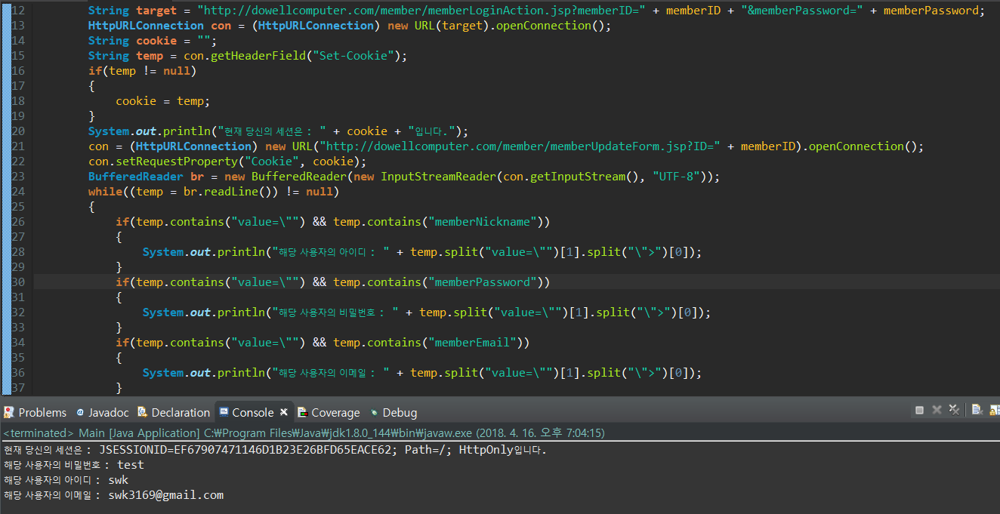 12 String target = "http://dowellcomputer.com/member/memberLoginAction.jsp?memberID=" + memberID + "&memberPassword=" + memberPassword;
13 HttpURLConnection con = (HttpURLConnection) new URL(target).openConnection();
14 String cookie = "";
15 String temp = con.getHeaderField("Set-Cookie");
16 if(temp != null)
17 {
18 cookie = temp;
19 }
20 System.out.println("현재 당신의 세션은 : " + cookie + "입니다.");
21 con = (HttpURLConnection) new URL("http://dowellcomputer.com/member/memberUpdateForm.jsp?ID=" + memberID).openConnection();
22 con.setRequestProperty("Cookie", cookie);
23 BufferedReader br = new BufferedReader(new InputStreamReader(con.getInputStream(), "UTF-8"));
24 while((temp = br.readLine()) != null)
25 {
26 if(temp.contains("value=\"") && temp.contains("memberNickname"))
27 {
28 System.out.println("해당 사용자의 아이디 : " + temp.split("value=\"")[1].split("\">")[0]);
29 }
30 if(temp.contains("value=\"") && temp.contains("memberPassword"))
31 {
32 System.out.println("해당 사용자의 비밀번호 : " + temp.split("value=\"")[1].split("\">")[0]);
33 }
34 if(temp.contains("value=\"") && temp.contains("memberEmail"))
35 {
36 System.out.println("해당 사용자의 이메일 : " + temp.split("value=\"")[1].split("\">")[0]);
37 }
Problems @ Javadoc Declaration Console Coverage Debug
<terminated> Main [Java Application] C:₩Program Files₩Java₩jdk1.8.0_144₩bin₩javaw.exe (2018. 4. 16. 오후 7:04:15)
현재 당신의 세션은 : JSESSIONID=EF67907471146D1B23E26BFD65EACE62; Path=/; HttpOnly입니다.
해당 사용자의 비밀번호 : test
해당 사용자의 아이디 : swk
해당 사용자의 이메일 : swk3169@gmail.com